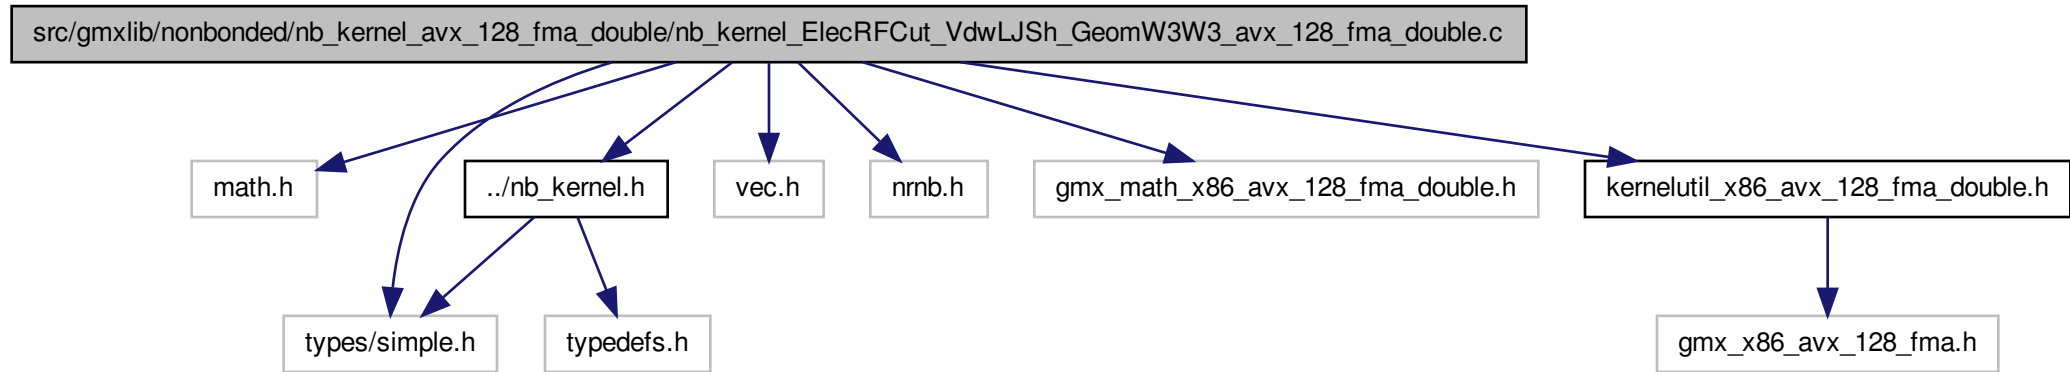 src/gmxlib/nonbonded/nb_kernel_avx_128_fma_double/nb_kernel_ElecRFCut_VdwLJSh_GeomW3W3_avx_128_fma_double.c
math.h
../nb_kernel.h
vec.h
nrnb.h
gmx_math_x86_avx_128_fma_double.h
kernelutil_x86_avx_128_fma_double.h
types/simple.h
typedefs.h
gmx_x86_avx_128_fma.h